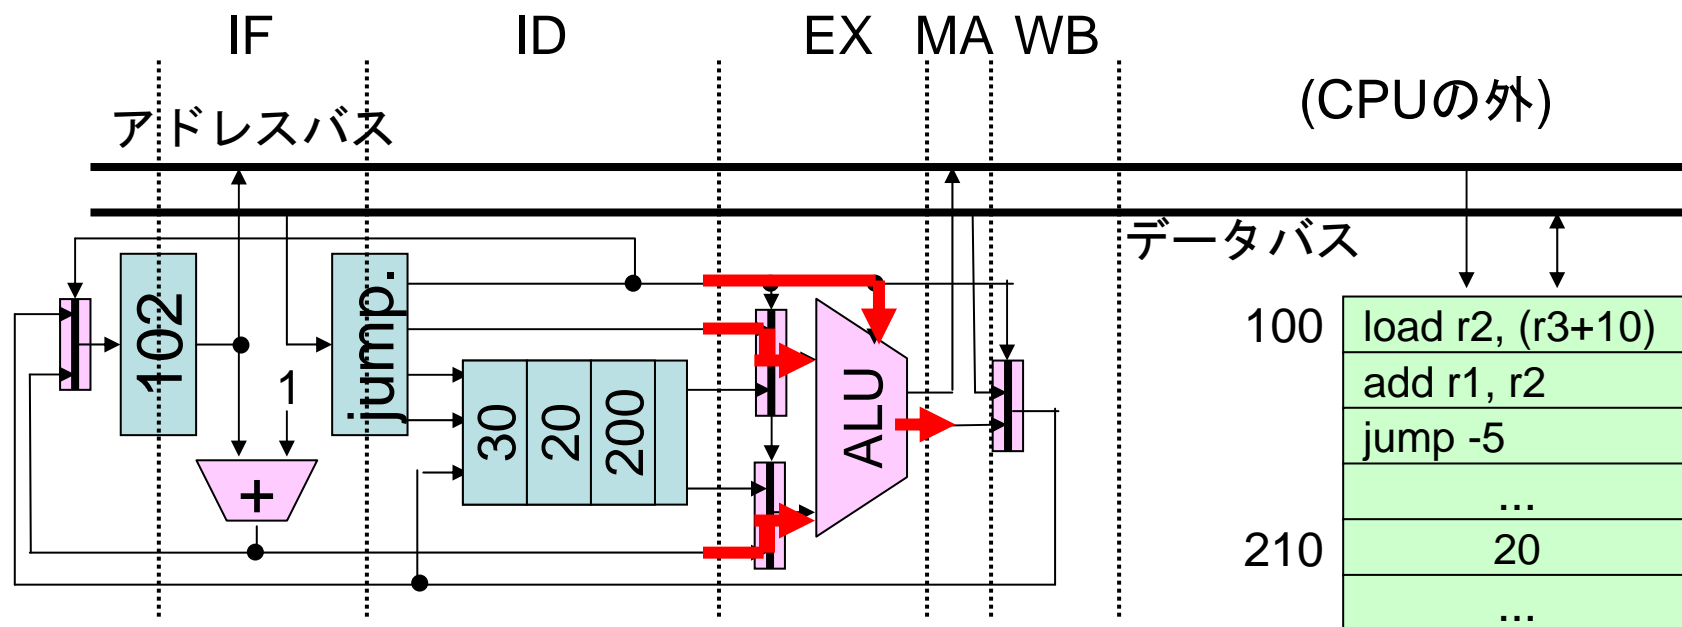 IF ID EX MA WB
(CPUの外)
アドレスバス
データバス
102
1
+
jump.
30 20 200
ALU
100 load r2, (r3+10)
add r1, r2
jump -5
...
210 20
...